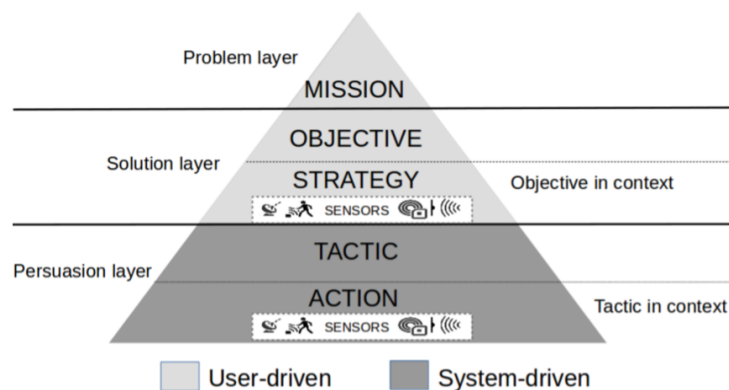 Problem layer
MISSION
OBJECTIVE
Solution layer
STRATEGY
Objective in context
SENSORS
TACTIC
Persuasion layer
ACTION
Tactic in context
SENSORS
User-driven
System-driven